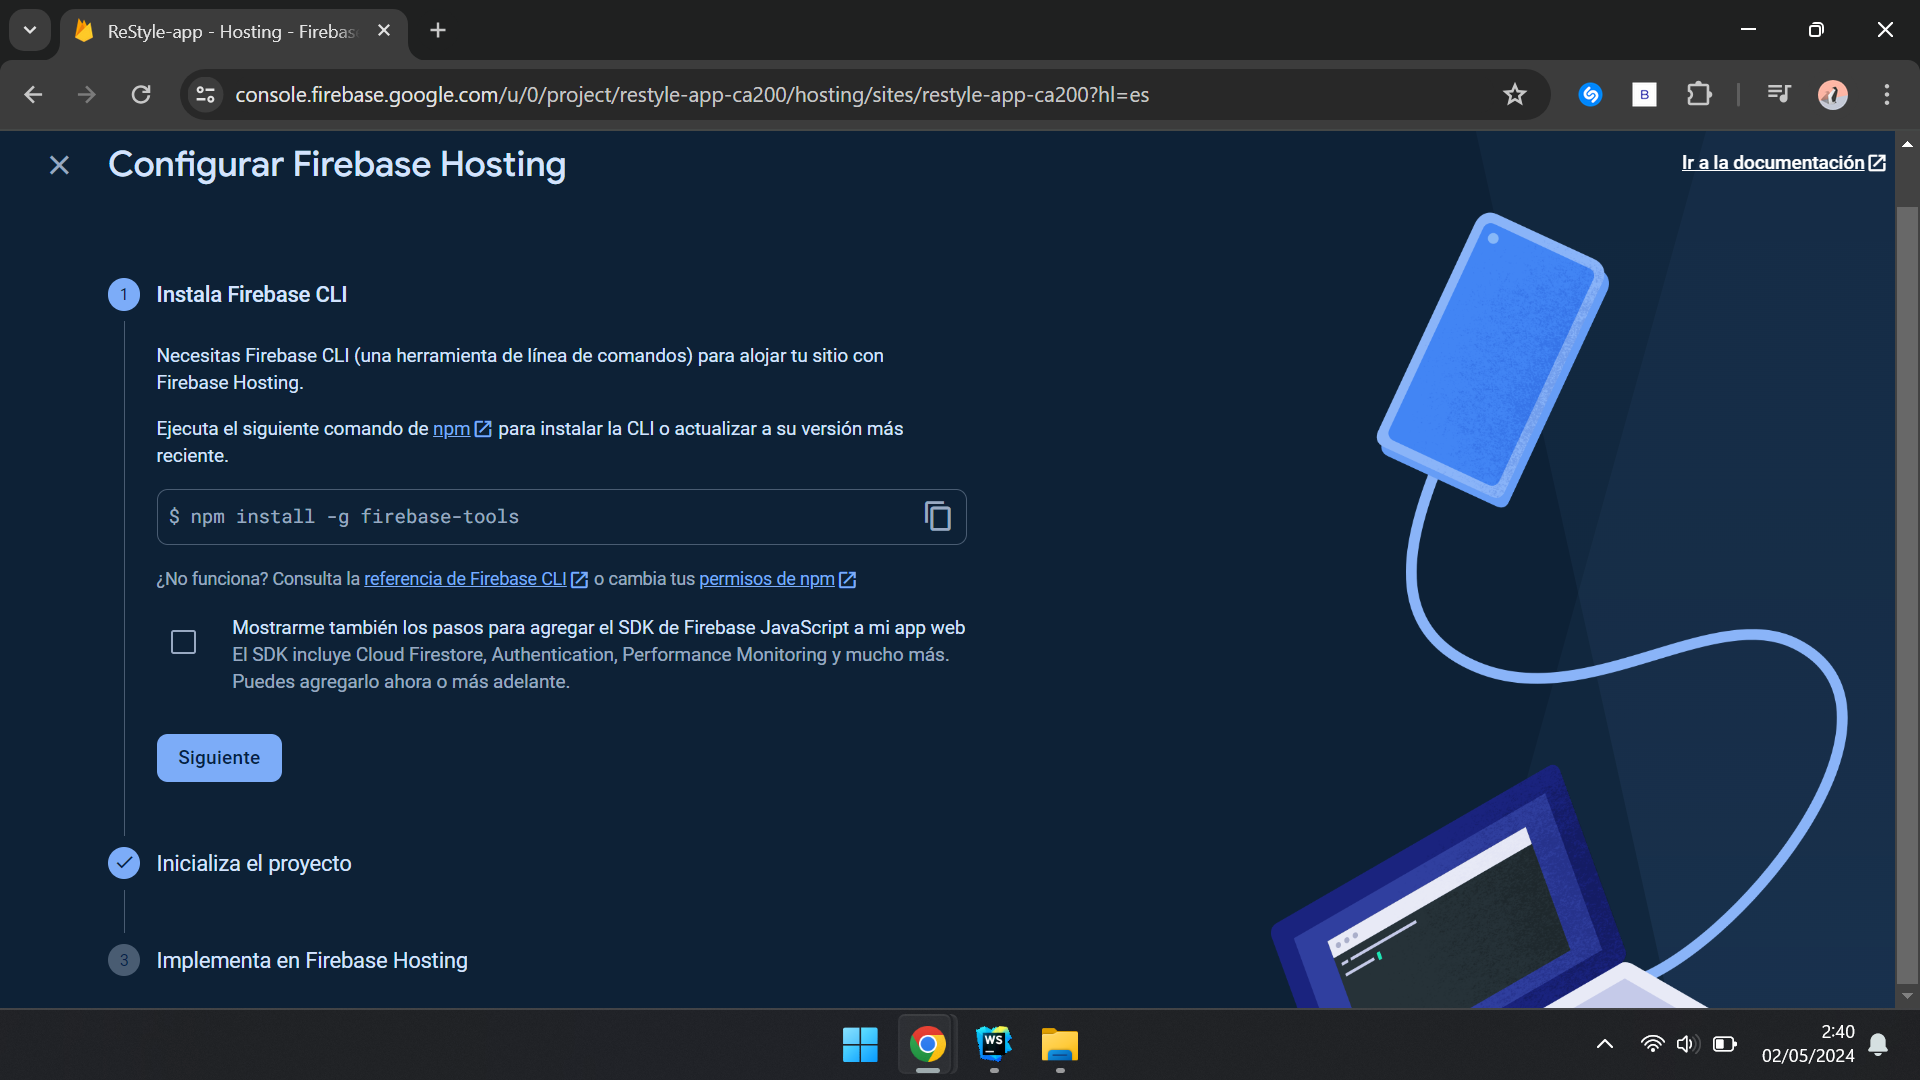 ReStyle-app - Hosting - Firebas
console.firebase.google.com/u/0/project/restyle-app-ca200/hosting/sites/restyle-app-ca200?hl=es
B
Configurar Firebase Hosting
Ir a la documentación
1 Instala Firebase CLI
Necesitas Firebase CLI (una herramienta de línea de comandos) para alojar tu sitio con
Firebase Hosting.
Ejecuta el siguiente comando de npm para instalar la CLI o actualizar a su versión más
reciente.
$ npm install -g firebase-tools
¿No funciona? Consulta la referencia de Firebase CLI o cambia tus permisos de npm
Mostrarme también los pasos para agregar el SDK de Firebase JavaScript a mi app web
El SDK incluye Cloud Firestore, Authentication, Performance Monitoring y mucho más.
Puedes agregarlo ahora o más adelante.
Siguiente
Inicializa el proyecto
3 Implementa en Firebase Hosting
WS
2:40
02/05/2024